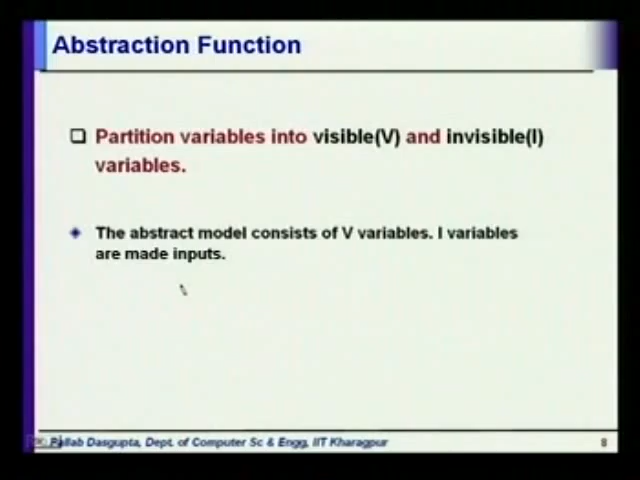 Abstraction Function
Partition variables into visible(V) and invisible(I)
variables.
The abstract model consists of V variables. I variables
are made inputs.
Pallab Dasgupta, Dept. of Computer Sc & Engg, IIT Kharagpur
8